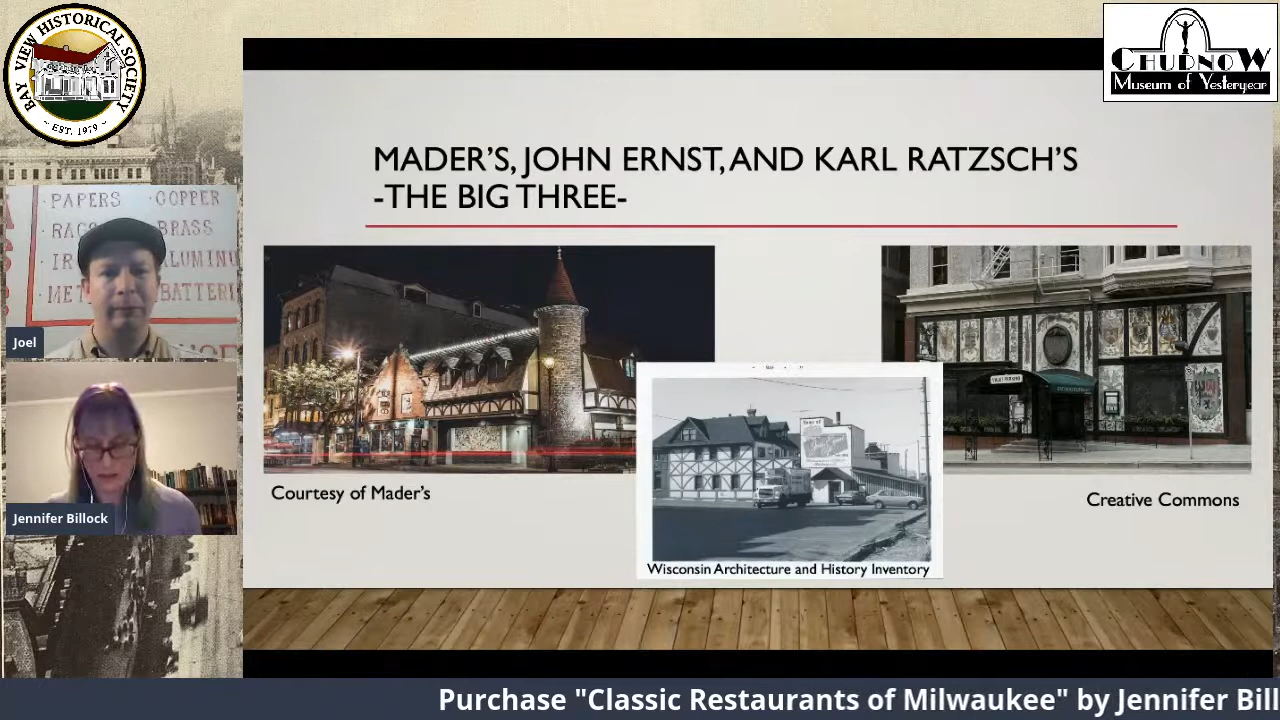 BAY VIEW HISTORICAL SOCIETY
~ EST. 1979 ~
CHUDNOW
Museum of Yesteryear
MADER'S, JOHN ERNST, AND KARL RATZSCH'S
-THE BIG THREE-
· PAPERS · COPPER
BRASS
MET
BATTERI
Joel
Jennifer Billock
Courtesy of Mader's
Wisconsin Architecture and History Inventory
Creative Commons
Purchase "Classic Restaurants of Milwaukee" by Jennifer Bill